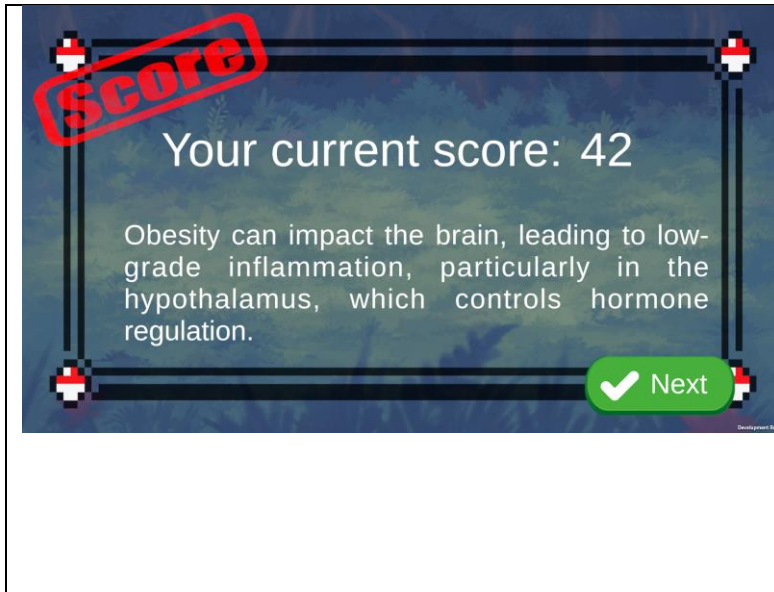 Score
Your current score: 42
Obesity can impact the brain, leading to low-
grade inflammation, particularly in the
hypothalamus, which controls hormone
regulation.
Next